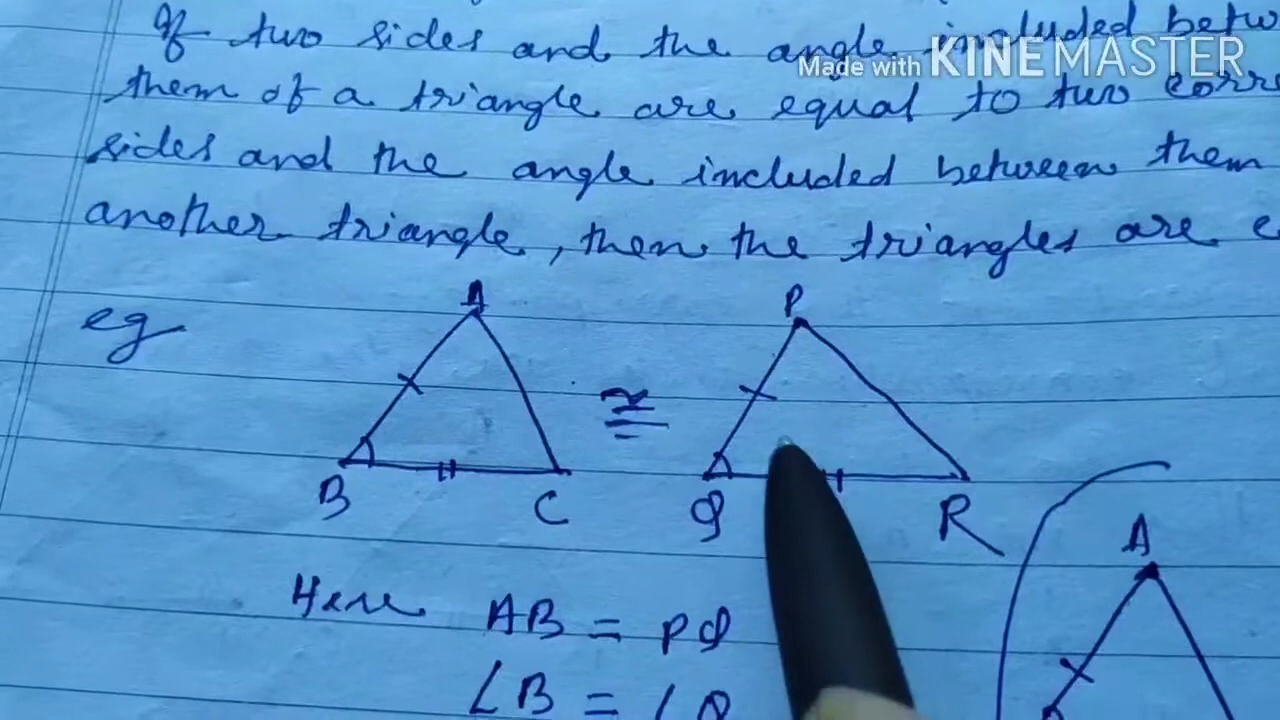 If two sides and the angle included betw
Made with KINEMASTER
them of a triangle are equal to two corre
sides and the angle included between them
another triangle, then the triangles are c
eg
A
P
≅
B
C
Q
R
A
Here AB = PQ
∠B = ∠Q